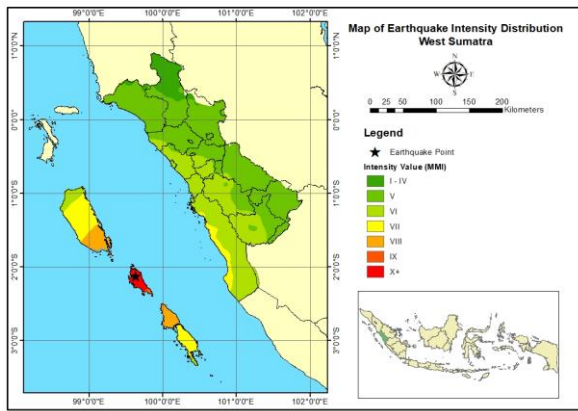 Map of Earthquake Intensity Distribution
West Sumatra
N
W E
S
0 25 50 100 150 200
Kilometers
Legend
Earthquake Point
Intensity Value (MMI)
I - IV
V
VI
VII
VIII
IX
X+
99°0'0"E 100°0'0"E 101°0'0"E 102°0'0"E
1°0'0"N
0°0'0"
1°0'0"S
2°0'0"S
3°0'0"S
99°0'0"E 100°0'0"E 101°0'0"E 102°0'0"E